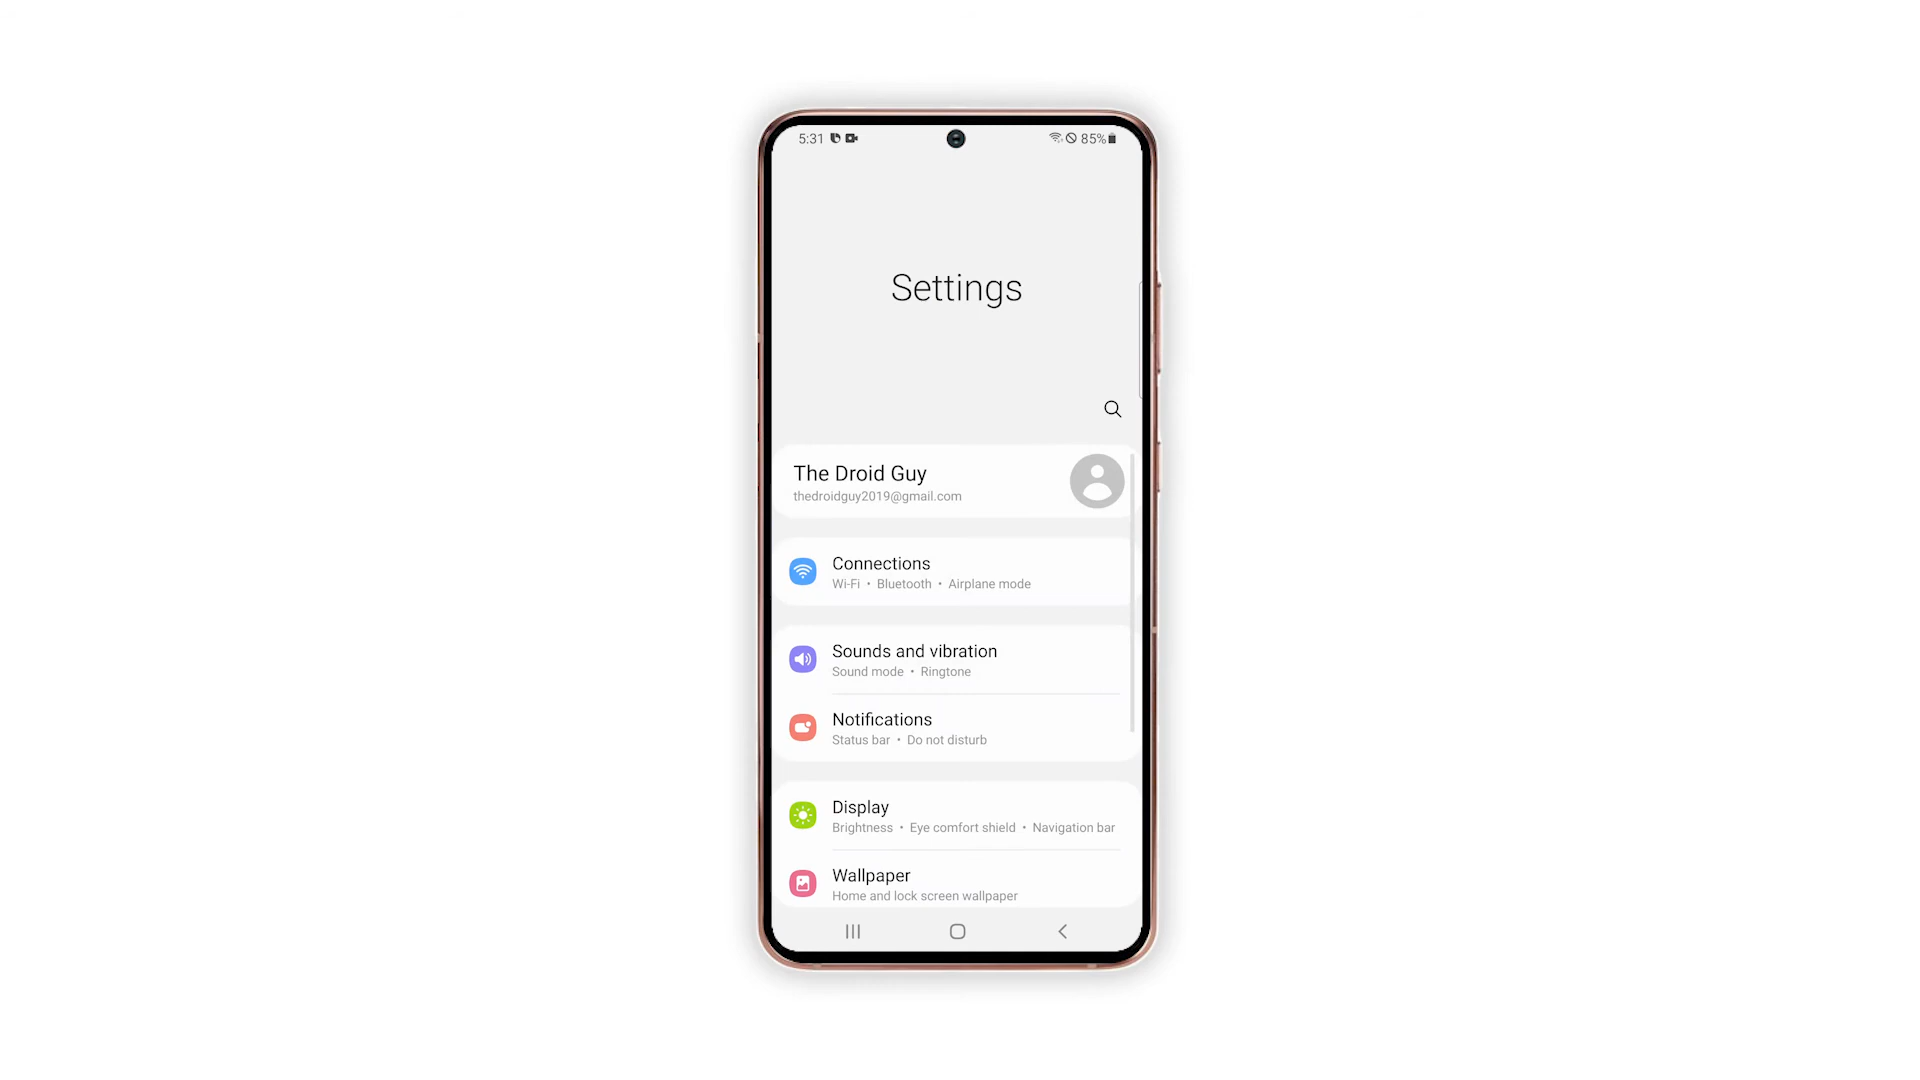 5:31 85%
Settings
The Droid Guy
thedroidguy2019@gmail.com
Connections
Wi-Fi • Bluetooth • Airplane mode
Sounds and vibration
Sound mode • Ringtone
Notifications
Status bar • Do not disturb
Display
Brightness • Eye comfort shield • Navigation bar
Wallpaper
Home and lock screen wallpaper